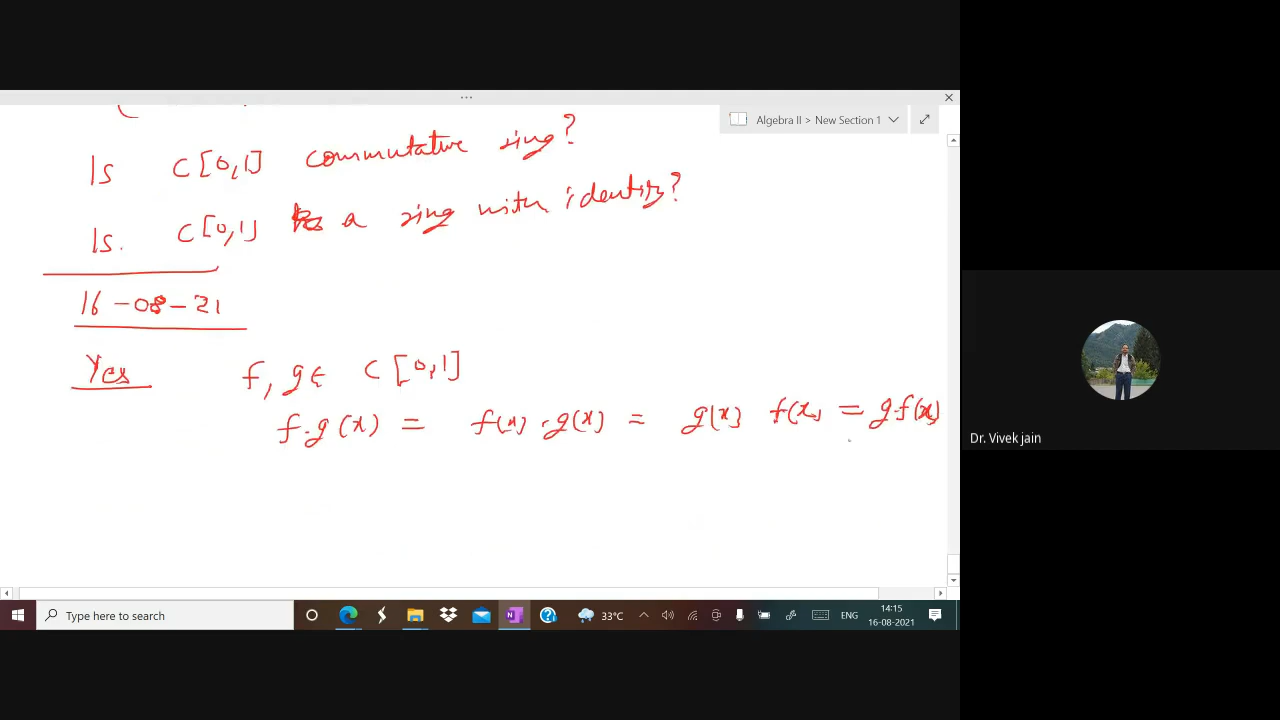 Algebra II > New Section 1
Is C[0,1] commutative ring?
Is. C[0,1] a ring with identity?
16-08-21
Yes f, g ∈ C[0,1]
f·g(x) = f(x)·g(x) = g(x) f(x) = g·f(x)
Dr. Vivek jain
Type here to search
33°C
ENG
14:15
16-08-2021